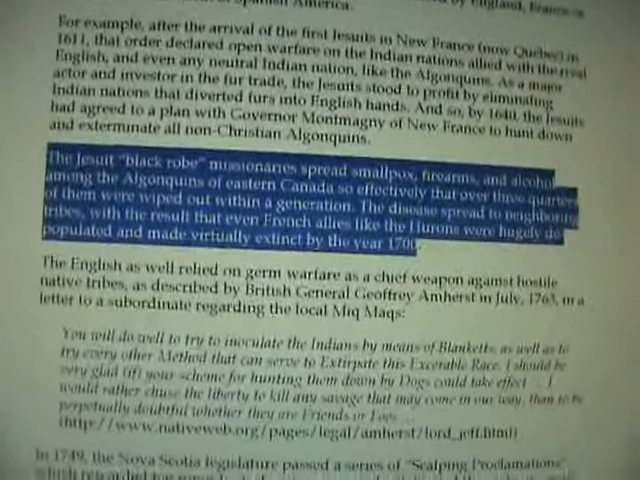 of Spanish America. by England, France or
For example, after the arrival of the first Jesuits in New France (now Quebec) in
1611, that order declared open warfare on the Indian nations allied with the rival
English, and even any neutral Indian nation, like the Algonquins. As a major
actor and investor in the fur trade, the Jesuits stood to profit by eliminating
Indian nations that diverted furs into English hands. And so, by 1640, the Jesuits
had agreed to a plan with Governor Montmagny of New France to hunt down
and exterminate all non-Christian Algonquins.
The Jesuit "black robe" missionaries spread smallpox, firearms, and alcohol
among the Algonquins of eastern Canada so effectively that over three quarters
of them were wiped out within a generation. The disease spread to neighboring
tribes, with the result that even French allies like the Hurons were hugely de-
populated and made virtually extinct by the year 1700.
The English as well relied on germ warfare as a chief weapon against hostile
native tribes, as described by British General Geoffrey Amherst in July, 1763, in a
letter to a subordinate regarding the local Miq Maqs:
You will do well to try to inoculate the Indians by means of Blanketts, as well as to
try every other Method that can serve to Extirpate this Execrable Race. I should be
very glad (if) your scheme for hunting them down by Dogs could take effect ... I
would rather chuse the liberty to kill any savage that may come in our way, than to be
perpetually doubtful whether they are Friends or Foes ...
(http://www.nativeweb.org/pages/legal/amherst/lord_jeff.html)
In 1749, the Nova Scotia legislature passed a series of "Scalping Proclamations"
which